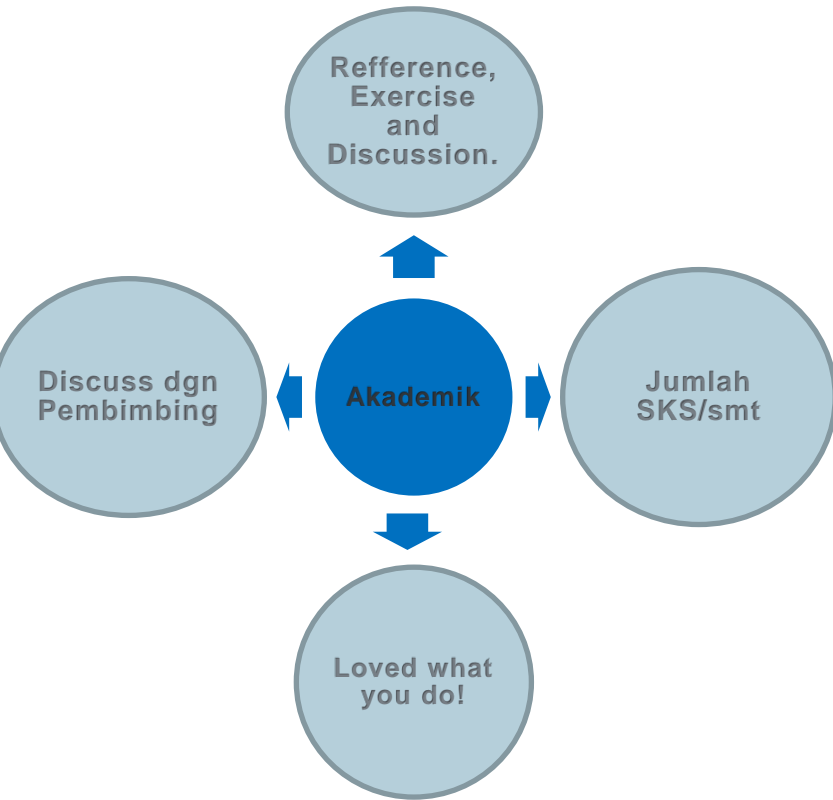 Refference,
Exercise
and
Discussion.
Discuss dgn
Pembimbing
Akademik
Jumlah
SKS/smt
Loved what
you do!